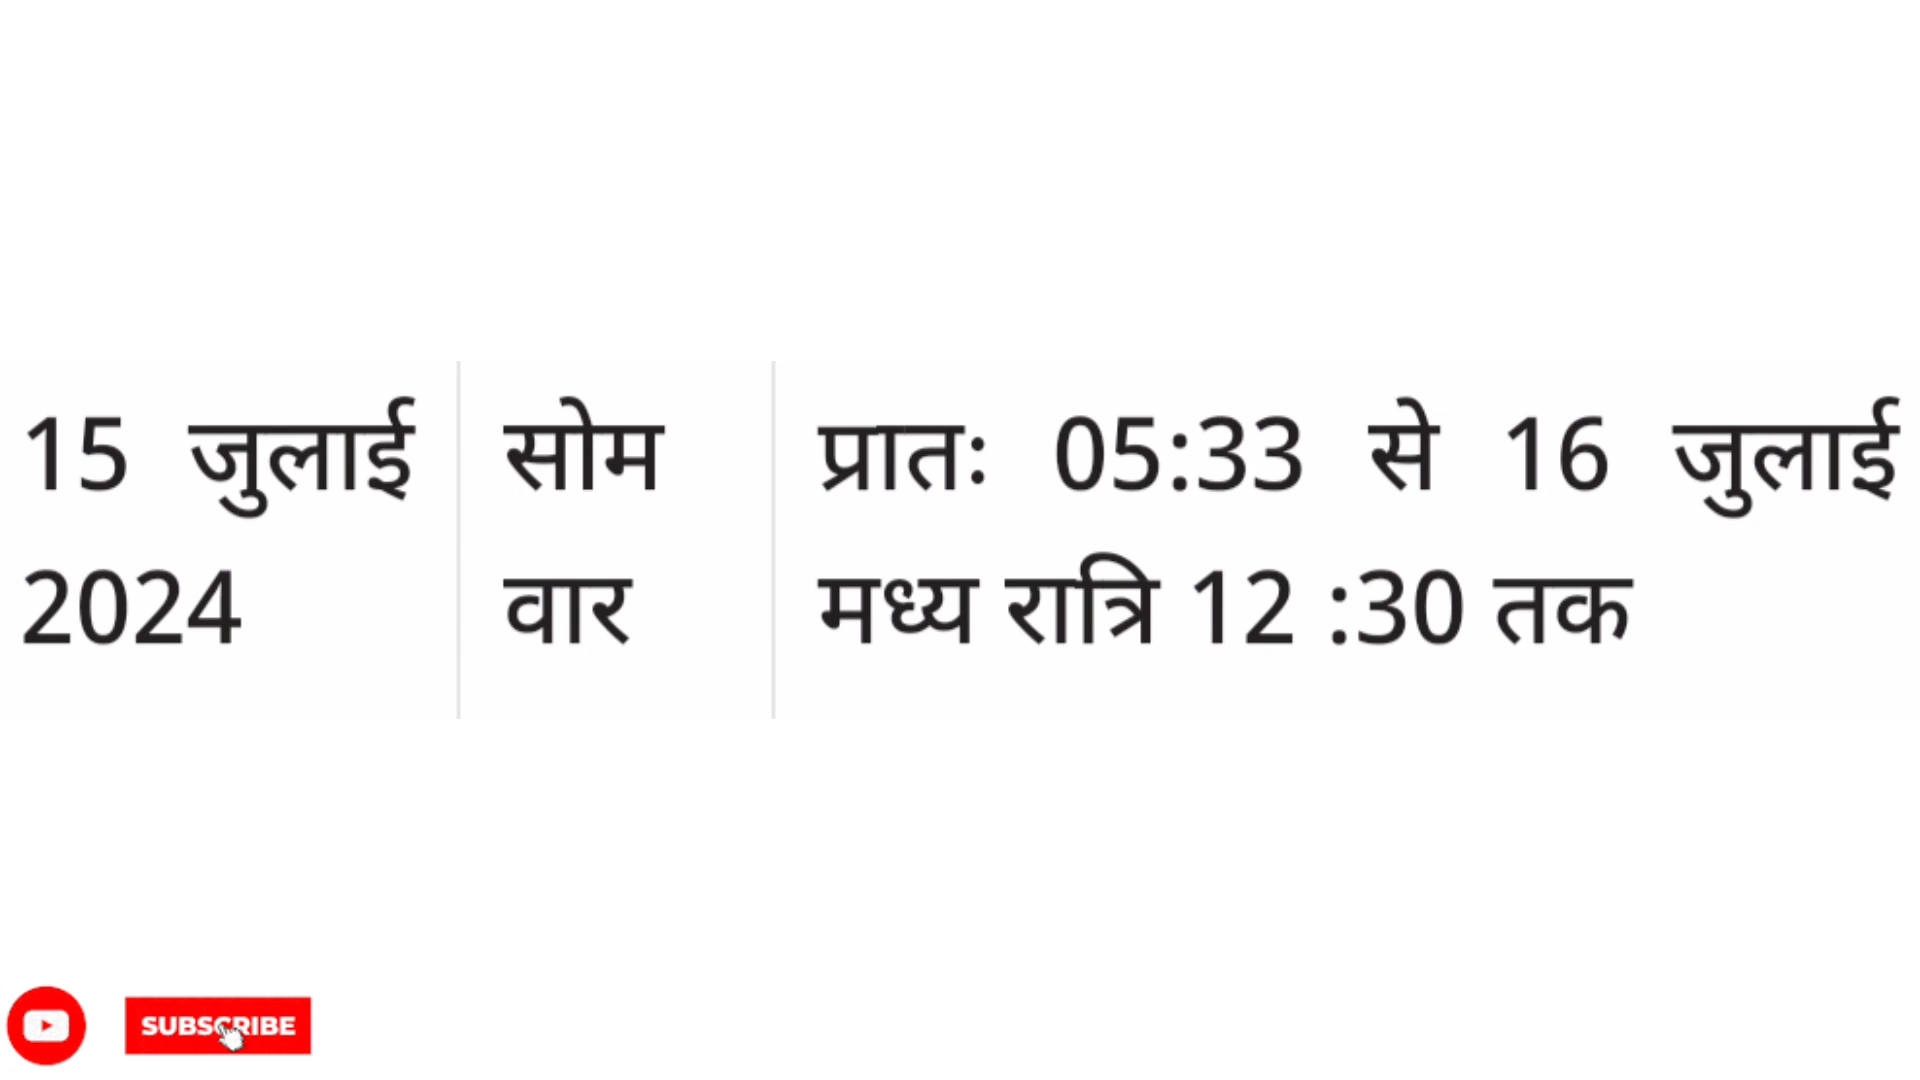 15 जुलाई 2024
सोम वार
प्रातः 05:33 से 16 जुलाई
मध्य रात्रि 12 :30 तक
SUBSCRIBE